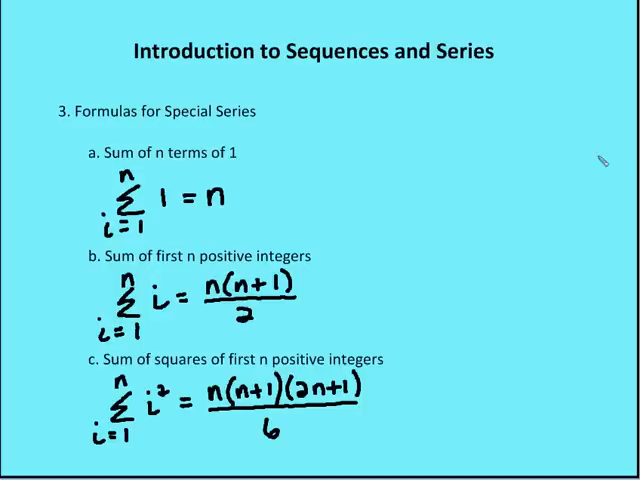 Introduction to Sequences and Series
3. Formulas for Special Series
a. Sum of n terms of 1
n
∑ 1 = n
i=1
b. Sum of first n positive integers
n
∑ i = n(n+1)/2
i=1
c. Sum of squares of first n positive integers
n
∑ i² = n(n+1)(2n+1)/6
i=1